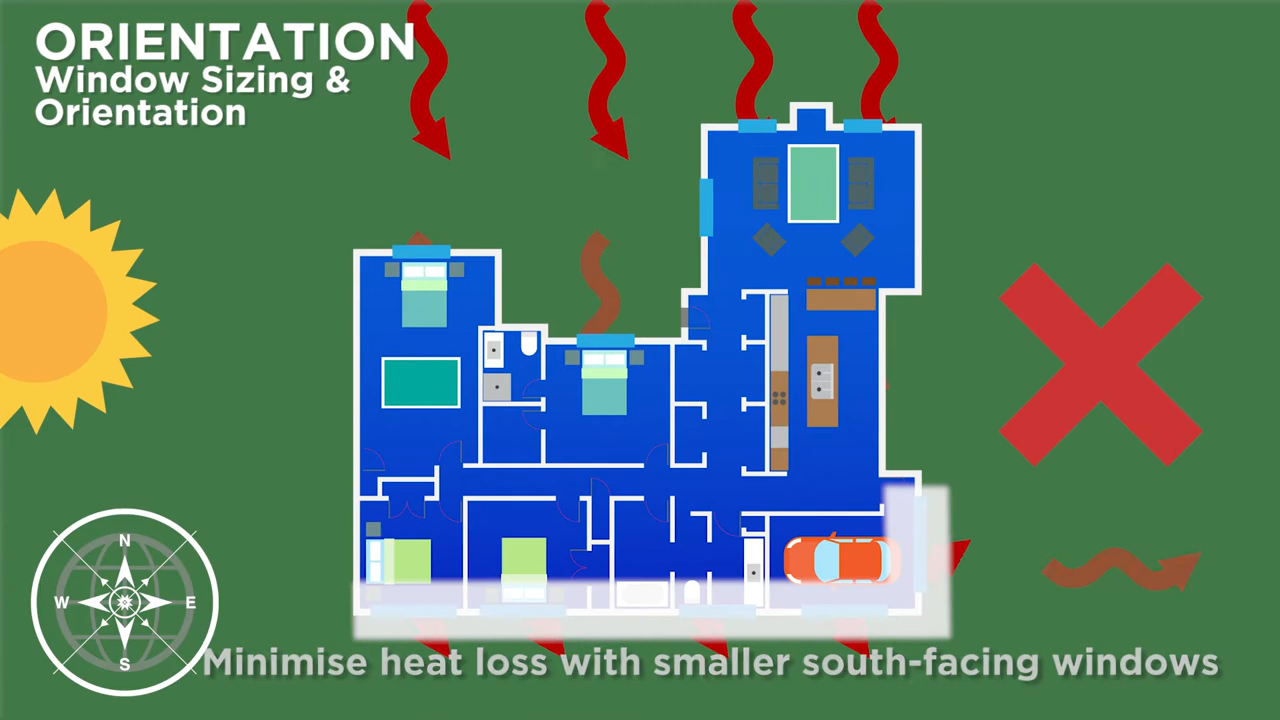 ORIENTATION
Window Sizing &
Orientation
N
W
E
S
Minimise heat loss with smaller south-facing windows